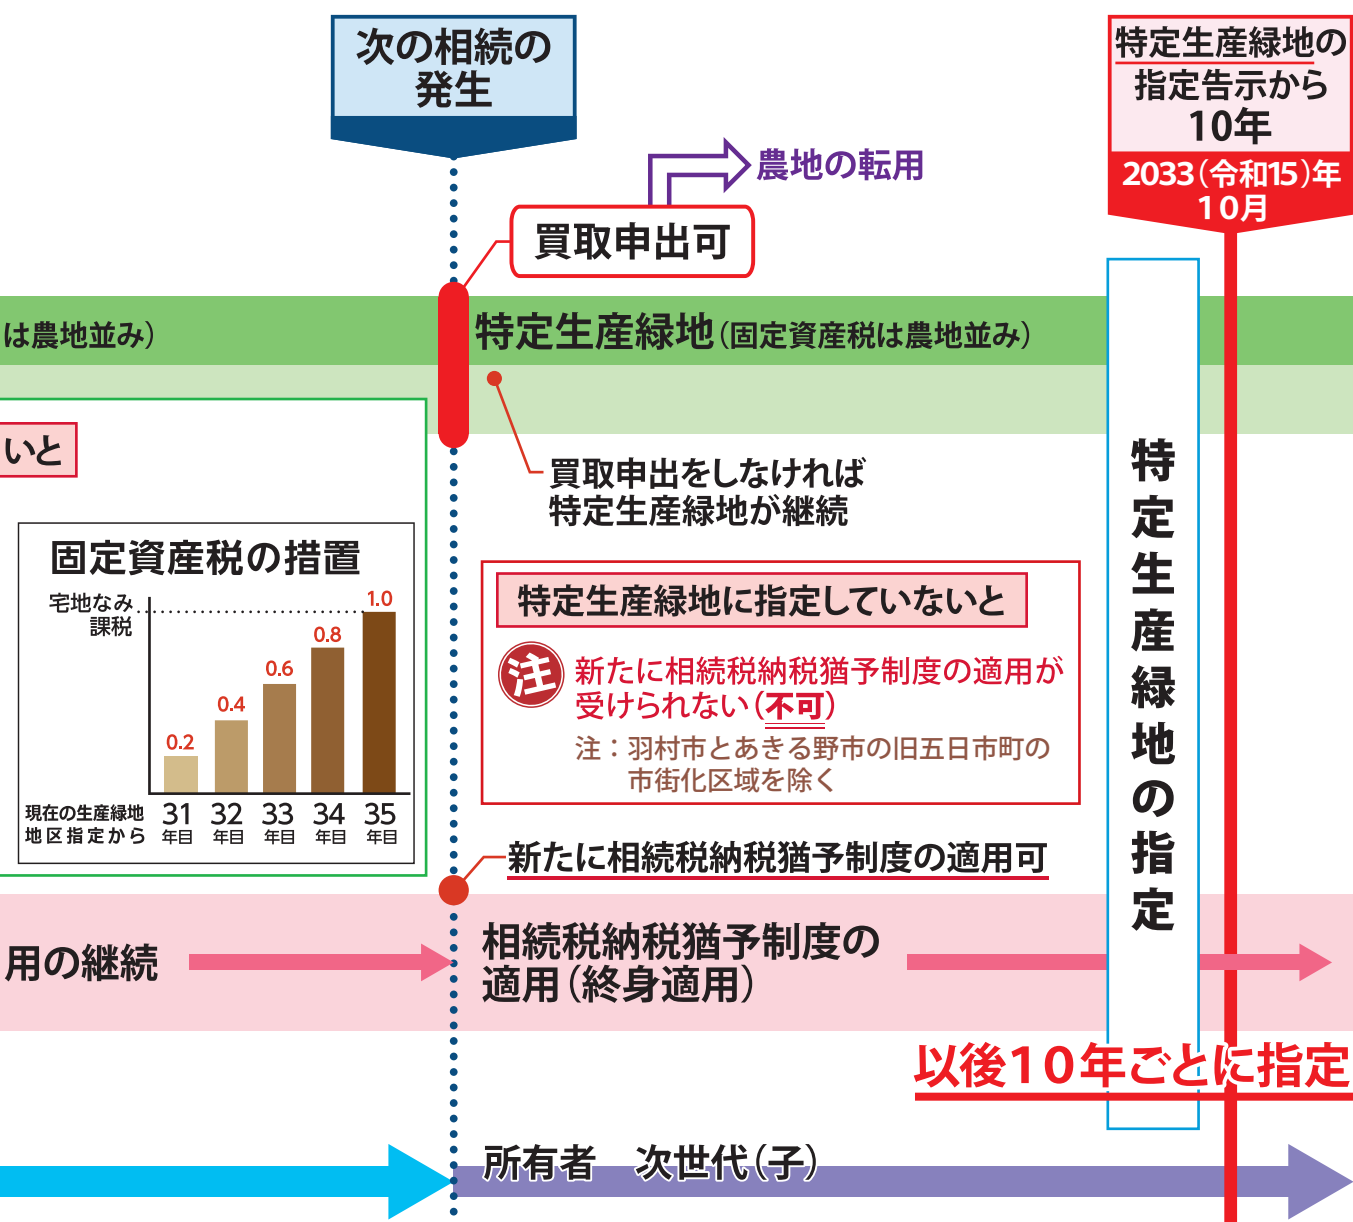 次の相続の
発生
特定生産緑地の
指定告示から
10年
2033（令和15）年
10月
農地の転用
買取申出可
は農地並み）
特定生産緑地（固定資産税は農地並み）
いと
買取申出をしなければ
特定生産緑地が継続
固定資産税の措置
宅地なみ
課税
0.2
0.4
0.6
0.8
1.0
現在の生産緑地
地区指定から
31
年目
32
年目
33
年目
34
年目
35
年目
特定生産緑地に指定していないと
注
新たに相続税納税猶予制度の適用が
受けられない（不可）
注：羽村市とあきる野市の旧五日市町の
市街化区域を除く
新たに相続税納税猶予制度の適用可
特定生産緑地の指定
用の継続
相続税納税猶予制度の
適用（終身適用）
以後10年ごとに指定
所有者　次世代（子）